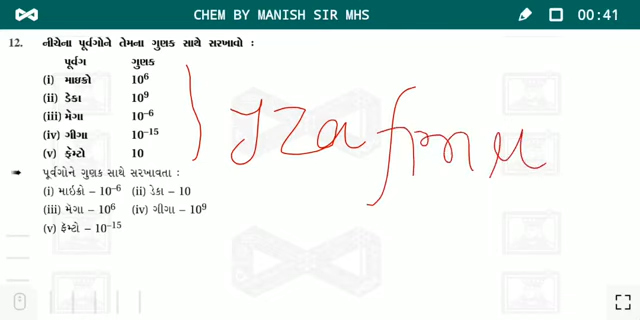 CHEM BY MANISH SIR MHS
00:41
12. નીચેના પૂર્વગોને તેમના ગુણક સાથે સરખાવો :
પૂર્વગ ગુણક
(i) માઇક્રો 10⁶
(ii) ડેકા 10⁹
(iii) મેગા 10⁻⁶
(iv) ગીગા 10⁻¹⁵
(v) ફેમ્ટો 10
પૂર્વગોને ગુણક સાથે સરખાવતા :
(i) માઇક્રો – 10⁻⁶ (ii) ડેકા – 10
(iii) મેગા – 10⁶ (iv) ગીગા – 10⁹
(v) ફેમ્ટો – 10⁻¹⁵
y z a f